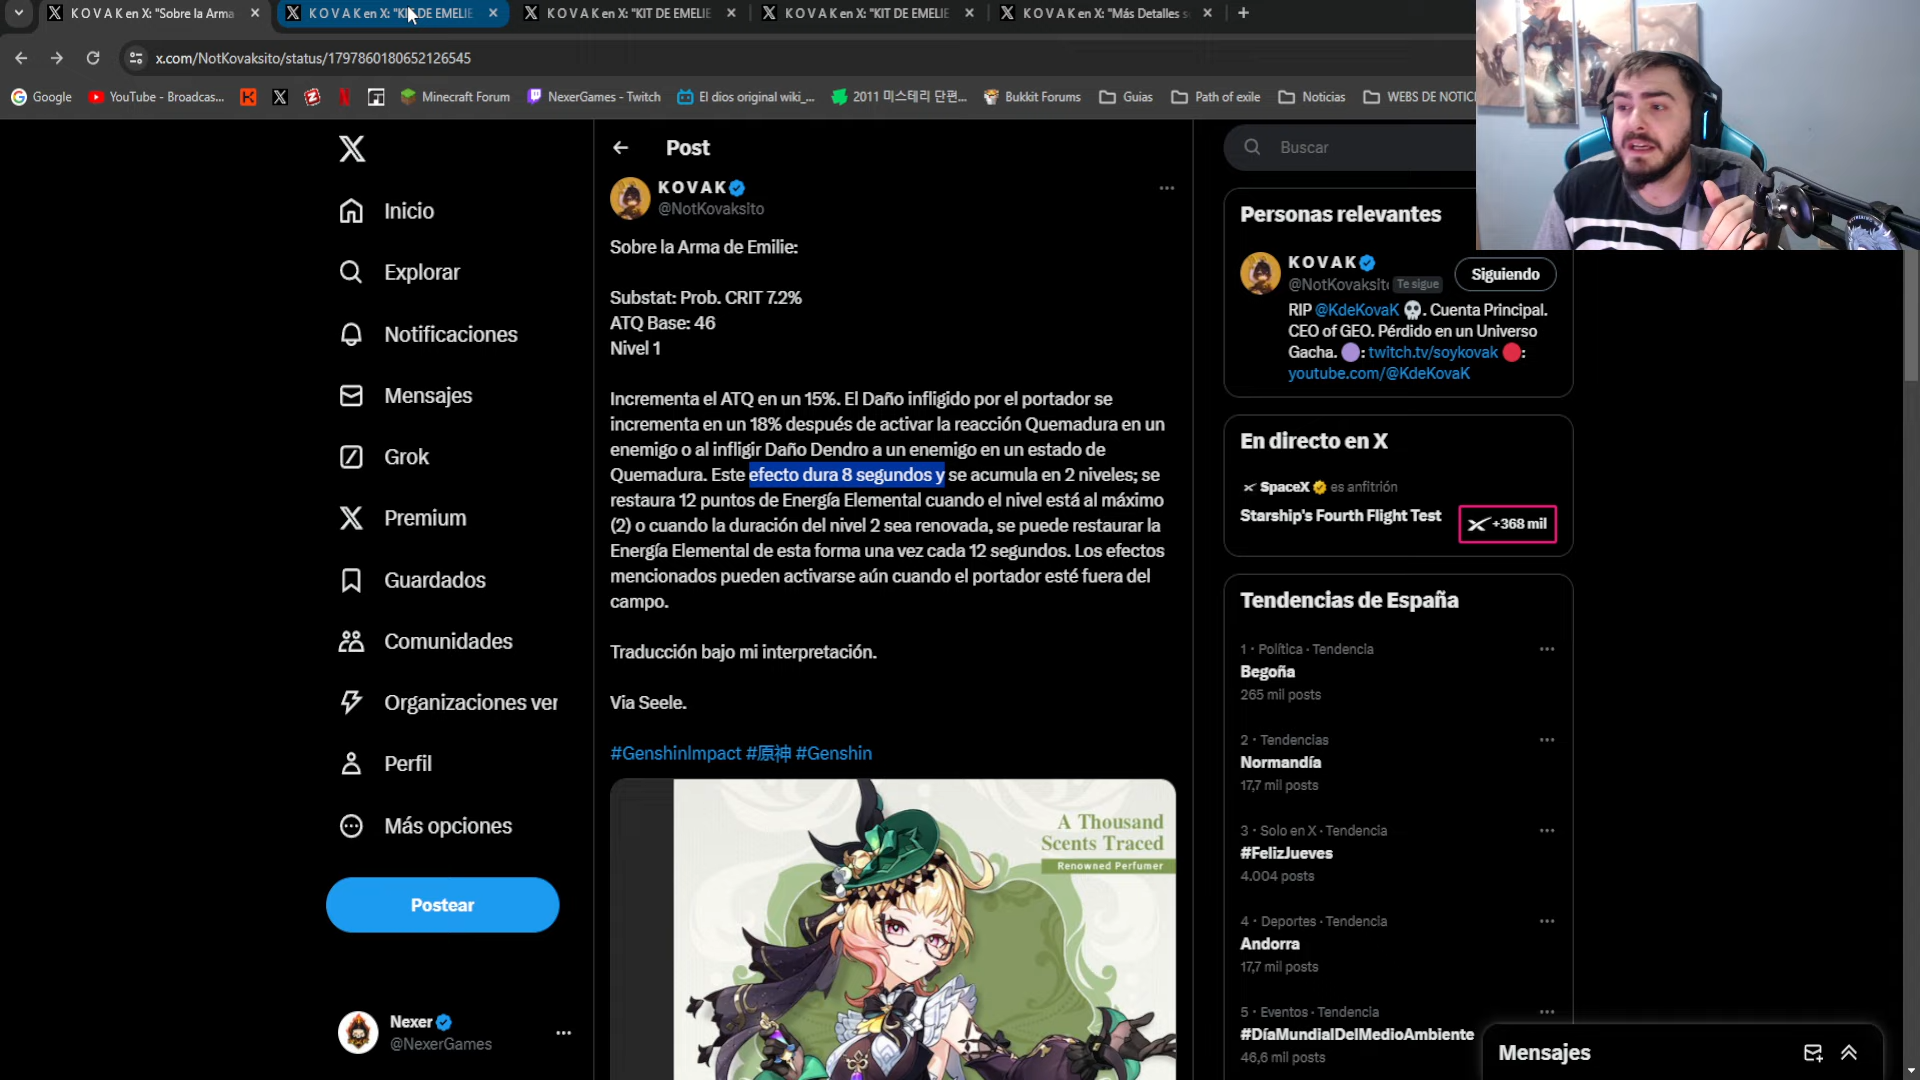 K O V A K en X: "Sobre la Arma
K O V A K en X: "KIT DE EMELIE
K O V A K en X: "KIT DE EMELIE
K O V A K en X: "Más Detalles s
x.com/NotKovaksito/status/1797860180652126545
Google
YouTube - Broadcas...
Minecraft Forum
NexerGames - Twitch
El dios original wiki_...
2011 미스테리 단편...
Bukkit Forums
Guias
Path of exile
Noticias
WEBS DE NOTIC
Inicio
Explorar
Notificaciones
Mensajes
Grok
Premium
Guardados
Comunidades
Organizaciones ver
Perfil
Más opciones
Postear
Nexer
@NexerGames
Post
K O V A K
@NotKovaksito
Sobre la Arma de Emilie:
Substat: Prob. CRIT 7.2%
ATQ Base: 46
Nivel 1
Incrementa el ATQ en un 15%. El Daño infligido por el portador se
incrementa en un 18% después de activar la reacción Quemadura en un
enemigo o al infligir Daño Dendro a un enemigo en un estado de
Quemadura. Este efecto dura 8 segundos y se acumula en 2 niveles; se
restaura 12 puntos de Energía Elemental cuando el nivel está al máximo
(2) o cuando la duración del nivel 2 sea renovada, se puede restaurar la
Energía Elemental de esta forma una vez cada 12 segundos. Los efectos
mencionados pueden activarse aún cuando el portador esté fuera del
campo.
Traducción bajo mi interpretación.
Via Seele.
#GenshinImpact #原神 #Genshin
A Thousand
Scents Traced
Renowned Perfumer
Buscar
Personas relevantes
K O V A K
@NotKovaksit Te sigue
Siguiendo
RIP @KdeKovaK 💀. Cuenta Principal.
CEO of GEO. Pérdido en un Universo
Gacha. 🟣: twitch.tv/soykovak 🔴:
youtube.com/@KdeKovaK
En directo en X
SpaceX es anfitrión
Starship's Fourth Flight Test
+368 mil
Tendencias de España
1 · Política · Tendencia
Begoña
265 mil posts
2 · Tendencias
Normandía
17,7 mil posts
3 · Solo en X · Tendencia
#FelizJueves
4.004 posts
4 · Deportes · Tendencia
Andorra
17,7 mil posts
5 · Eventos · Tendencia
#DíaMundialDelMedioAmbiente
46,6 mil posts
Mensajes